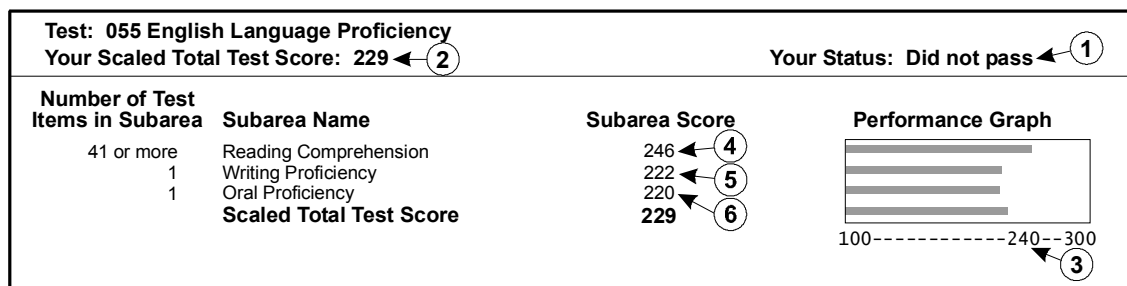 Test: 055 English Language Proficiency
Your Scaled Total Test Score: 229 2
Your Status: Did not pass 1
Number of Test
Items in Subarea Subarea Name Subarea Score Performance Graph
41 or more Reading Comprehension 246 4
1 Writing Proficiency 222 5
1 Oral Proficiency 220 6
Scaled Total Test Score 229
100-------------240--300
3